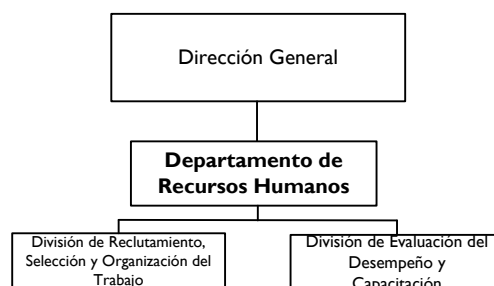 Dirección General
Departamento de
Recursos Humanos
División de Reclutamiento,
Selección y Organización del
Trabajo
División de Evaluación del
Desempeño y
Capacitación